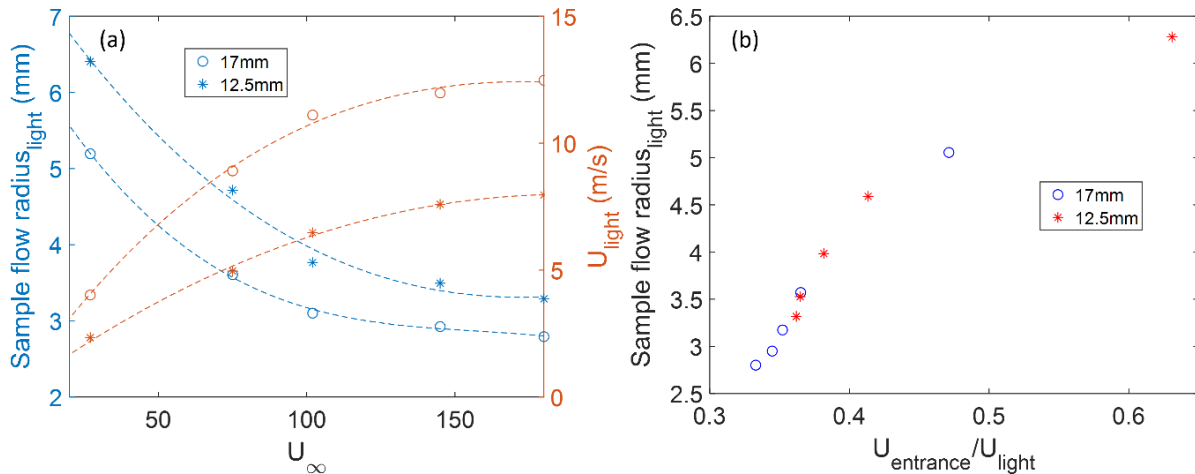 (a)
7
6
5
4
3
2
Sample flow radius_light (mm)
17mm
12.5mm
15
10
5
0
U_light (m/s)
50
100
150
U_∞
(b)
6.5
6
5.5
5
4.5
4
3.5
3
2.5
Sample flow radius_light (mm)
17mm
12.5mm
0.3
0.4
0.5
0.6
U_entrance/U_light